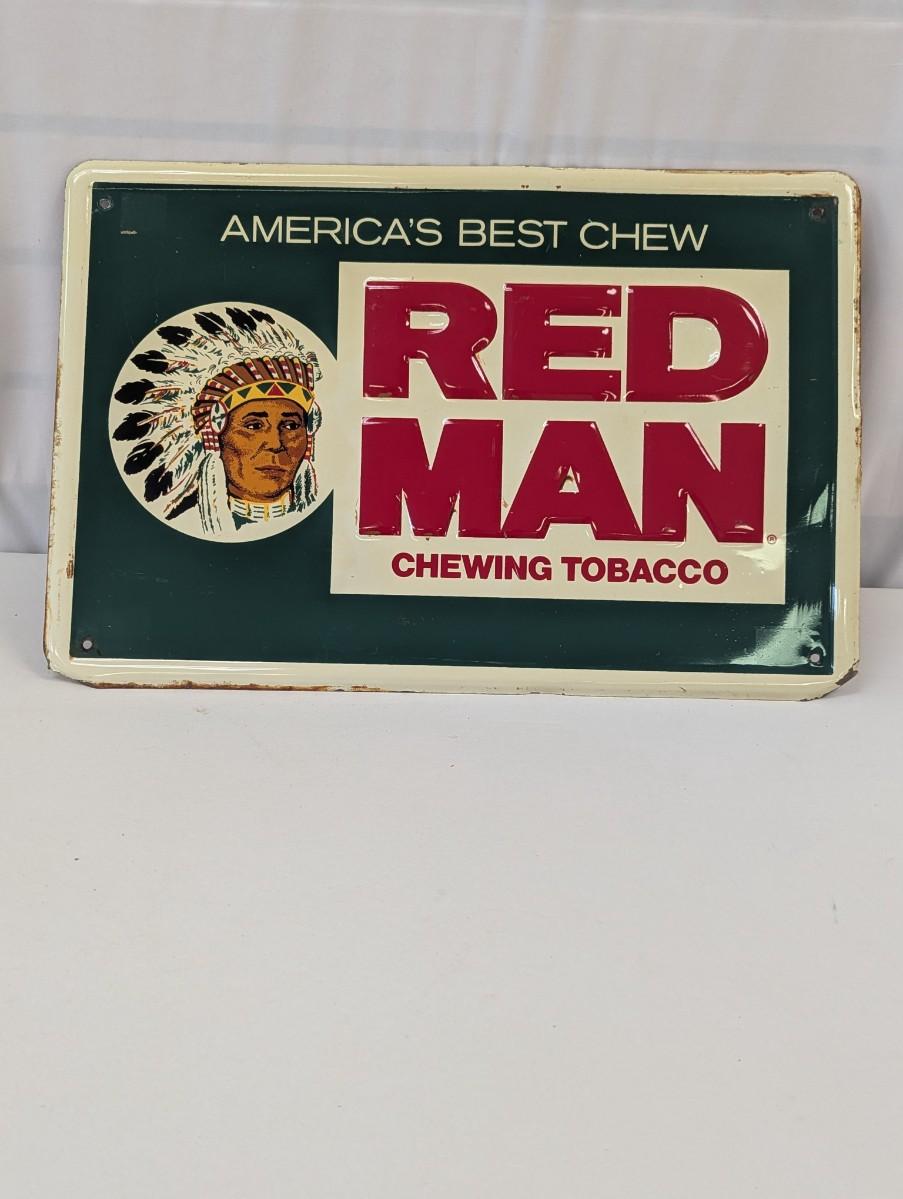 AMERICA'S BEST CHEW
RED
MAN®
CHEWING TOBACCO